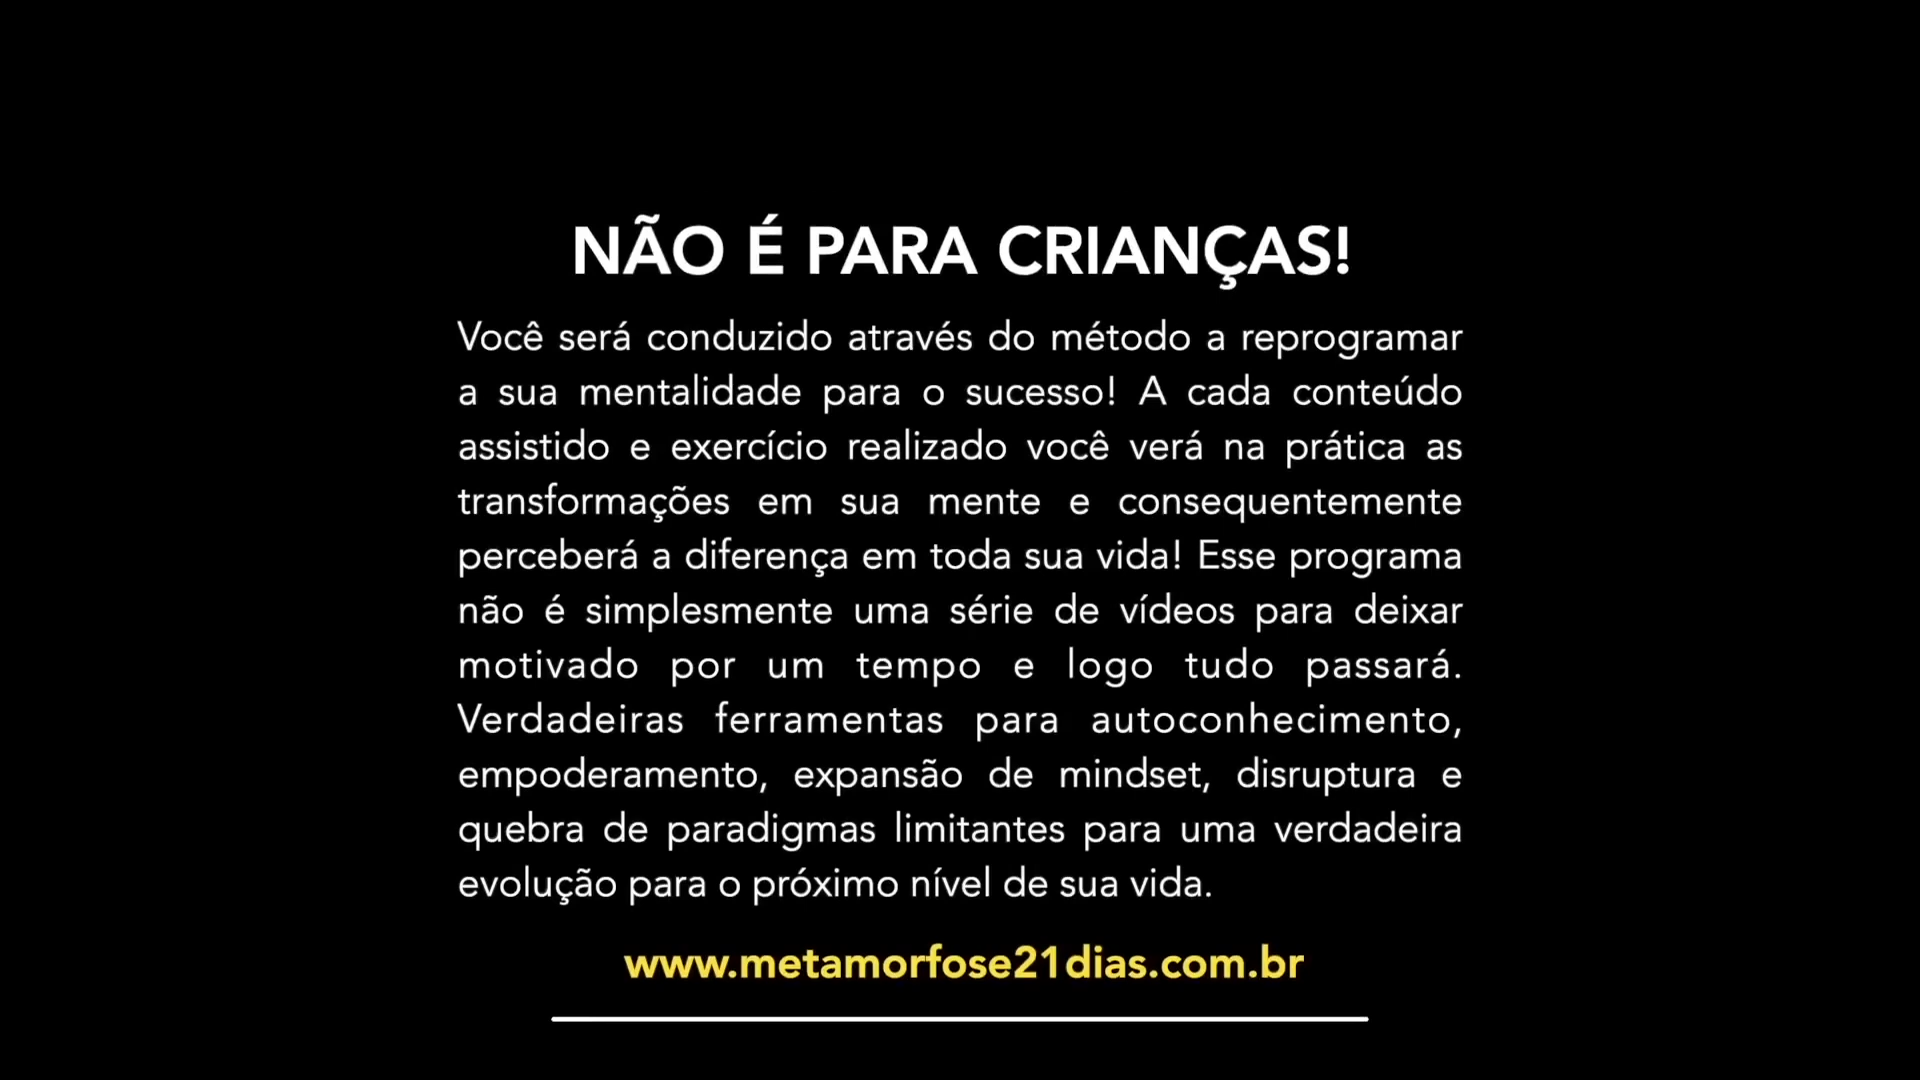 NÃO É PARA CRIANÇAS!
Você será conduzido através do método a reprogramar
a sua mentalidade para o sucesso! A cada conteúdo
assistido e exercício realizado você verá na prática as
transformações em sua mente e consequentemente
perceberá a diferença em toda sua vida! Esse programa
não é simplesmente uma série de vídeos para deixar
motivado por um tempo e logo tudo passará.
Verdadeiras ferramentas para autoconhecimento,
empoderamento, expansão de mindset, disruptura e
quebra de paradigmas limitantes para uma verdadeira
evolução para o próximo nível de sua vida.
www.metamorfose21dias.com.br